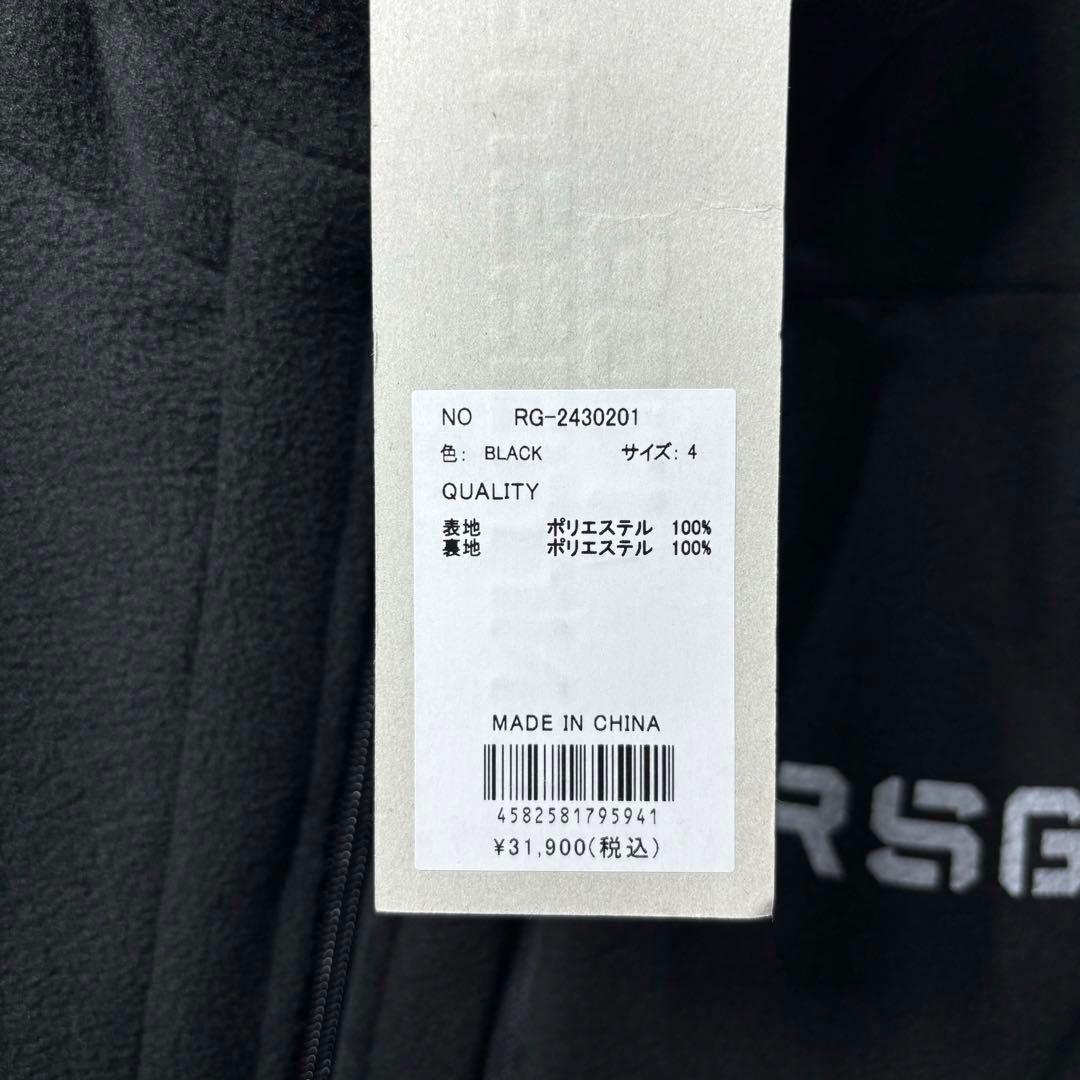 NO RG-2430201
色: BLACK サイズ: 4
QUALITY
表地 ポリエステル 100%
裏地 ポリエステル 100%
MADE IN CHINA
4582581795941
¥31,900(税込)
RSG